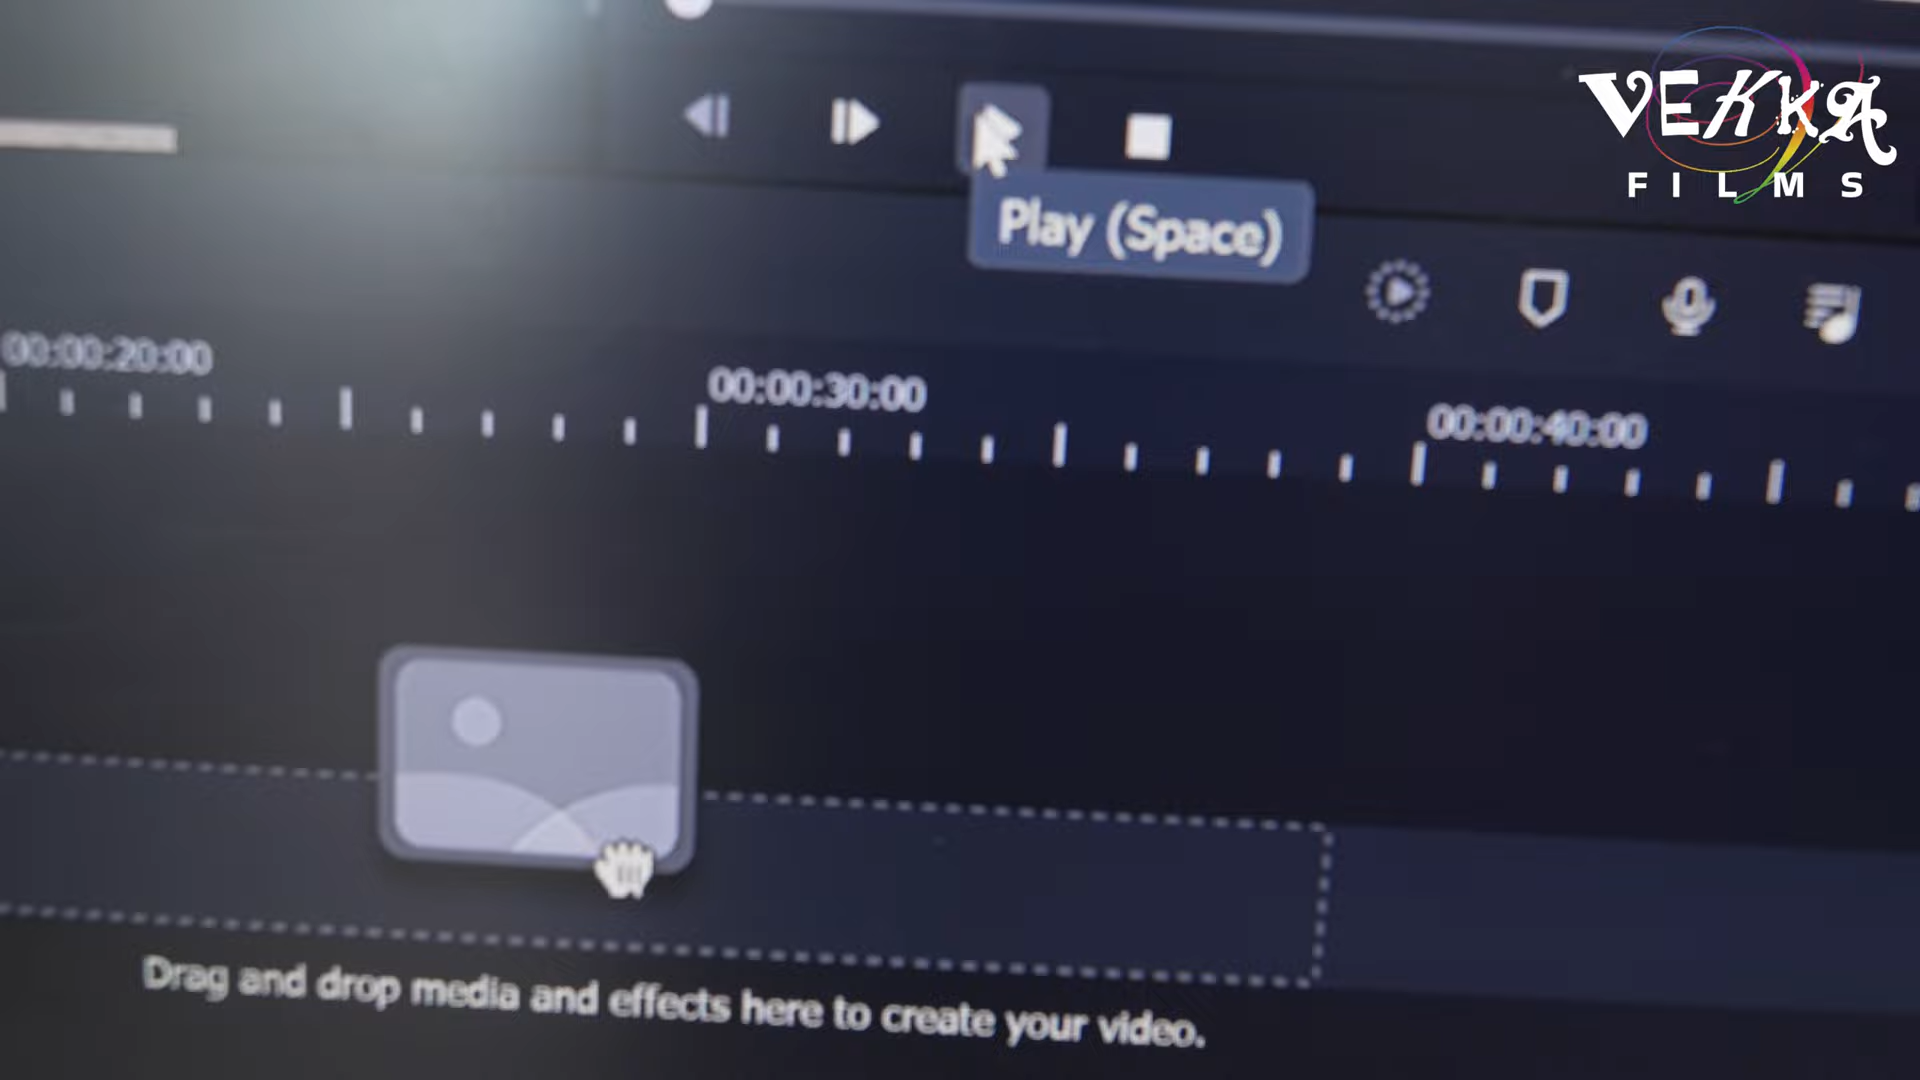 VEKKA
FILMS
Play (Space)
00:00:20:00
00:00:30:00
00:00:40:00
Drag and drop media and effects here to create your video.